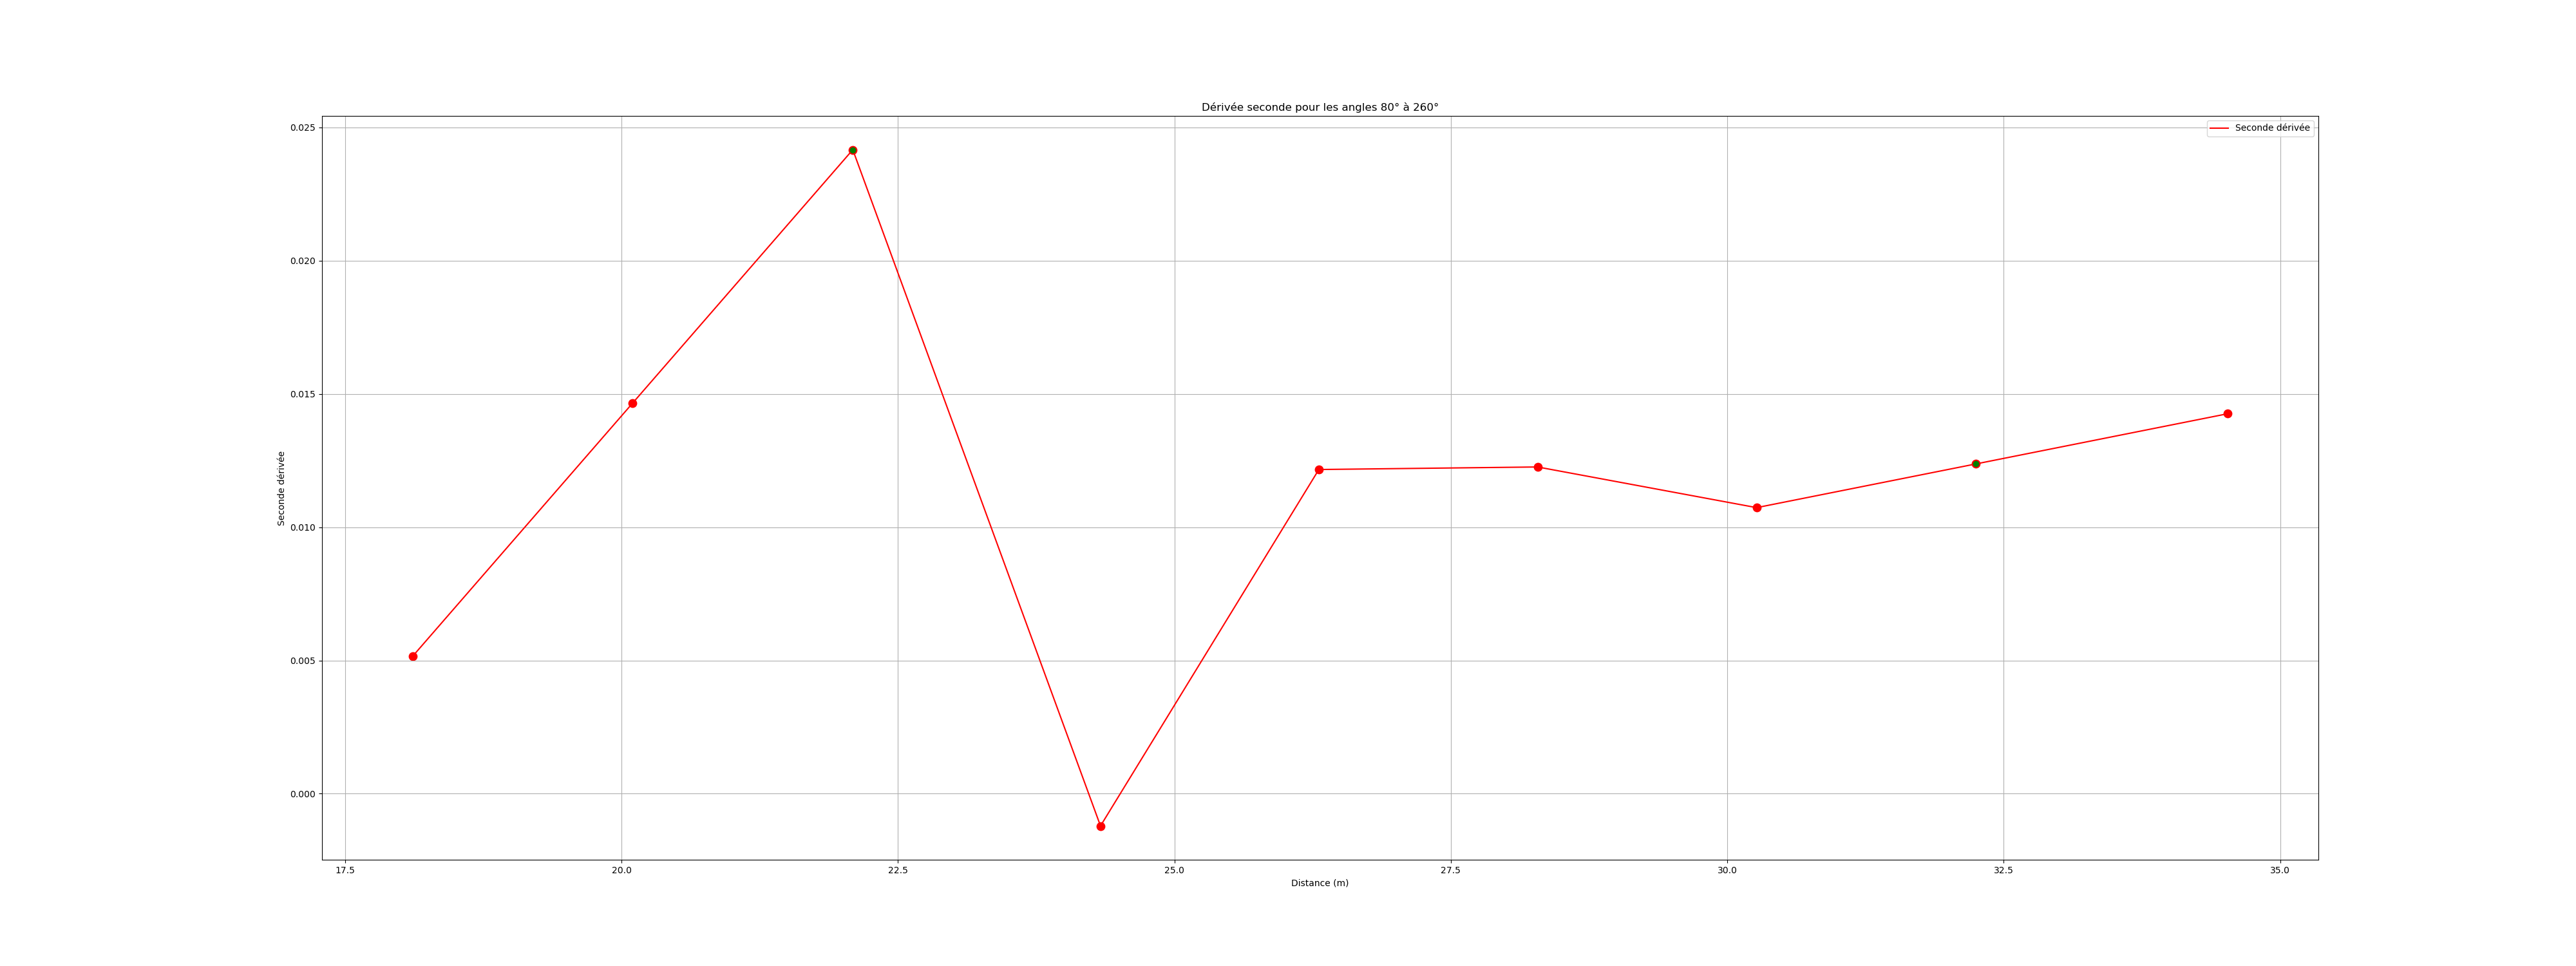 Dérivée seconde pour les angles 80° à 260°
Seconde dérivée
0.025
0.020
0.015
0.010
0.005
0.000
Seconde dérivée
17.5 20.0 22.5 25.0 27.5 30.0 32.5 35.0
Distance (m)